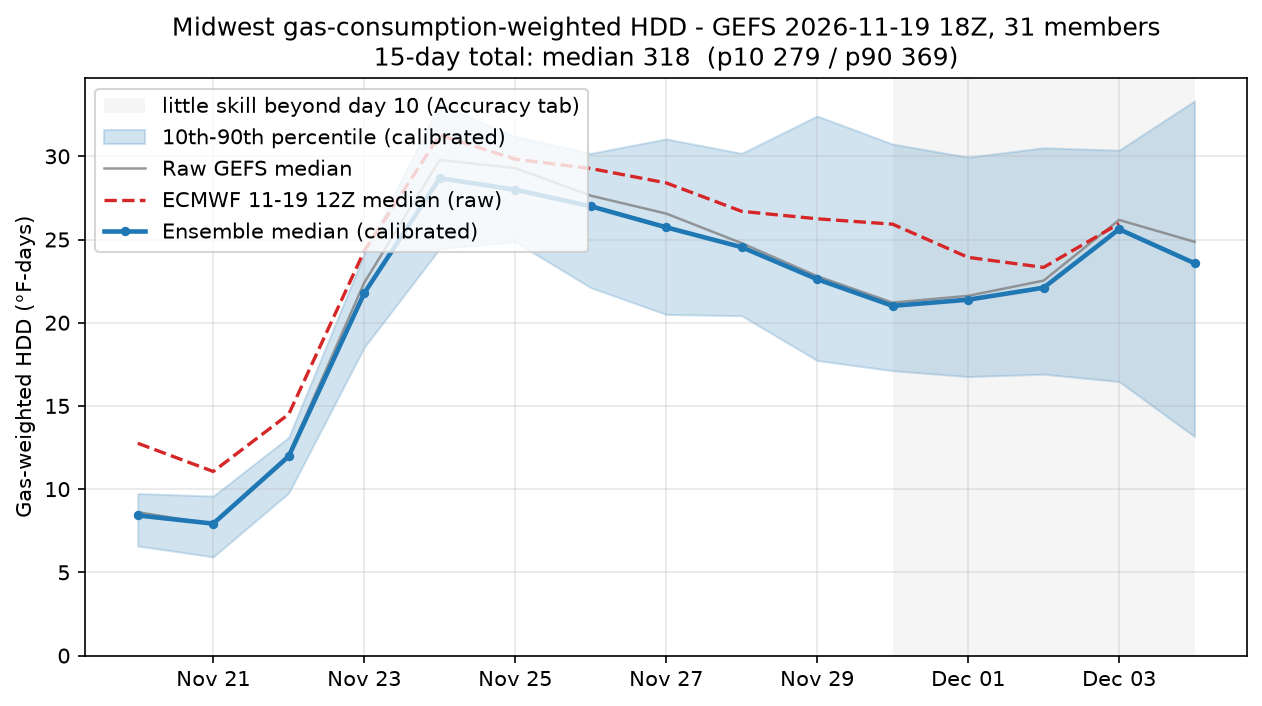 Midwest gas-consumption-weighted HDD - GEFS 2026-11-19 18Z, 31 members
15-day total: median 318  (p10 279 / p90 369)
little skill beyond day 10 (Accuracy tab)
10th-90th percentile (calibrated)
Raw GEFS median
ECMWF 11-19 12Z median (raw)
Ensemble median (calibrated)
Gas-weighted HDD (°F-days)
30
25
20
15
10
5
0
Nov 21
Nov 23
Nov 25
Nov 27
Nov 29
Dec 01
Dec 03